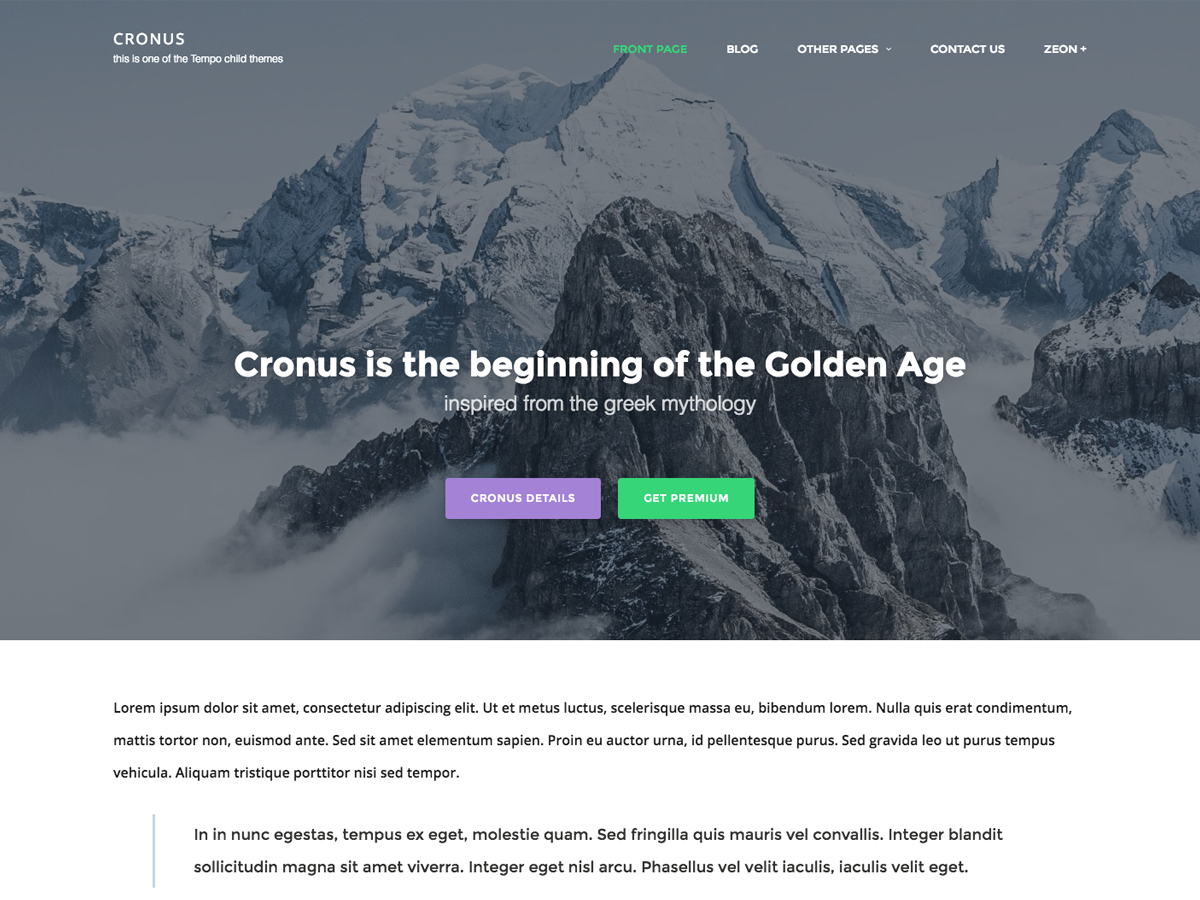 CRONUS
this is one of the Tempo child themes
FRONT PAGE BLOG OTHER PAGES CONTACT US ZEON +
Cronus is the beginning of the Golden Age
inspired from the greek mythology
CRONUS DETAILS GET PREMIUM
Lorem ipsum dolor sit amet, consectetur adipiscing elit. Ut et metus luctus, scelerisque massa eu, bibendum lorem. Nulla quis erat condimentum,
mattis tortor non, euismod ante. Sed sit amet elementum sapien. Proin eu auctor urna, id pellentesque purus. Sed gravida leo ut purus tempus
vehicula. Aliquam tristique porttitor nisi sed tempor.
In in nunc egestas, tempus ex eget, molestie quam. Sed fringilla quis mauris vel convallis. Integer blandit
sollicitudin magna sit amet viverra. Integer eget nisl arcu. Phasellus vel velit iaculis, iaculis velit eget.